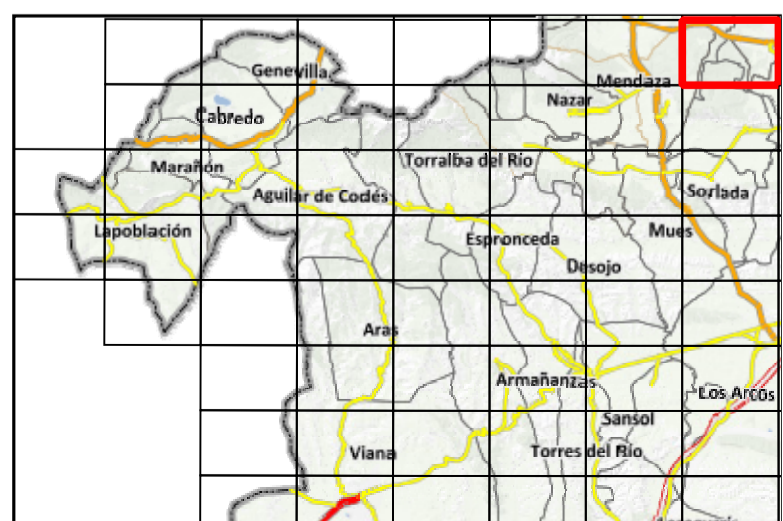 Genevilla
Mendaza
Nazar
Cabredo
Torralba del Río
Marañón
Aguilar de Codés
Sorlada
Lapoblación
Espronceda
Mues
Desojo
Aras
Armañanzas
Los Arcos
Sansol
Viana
Torres del Río